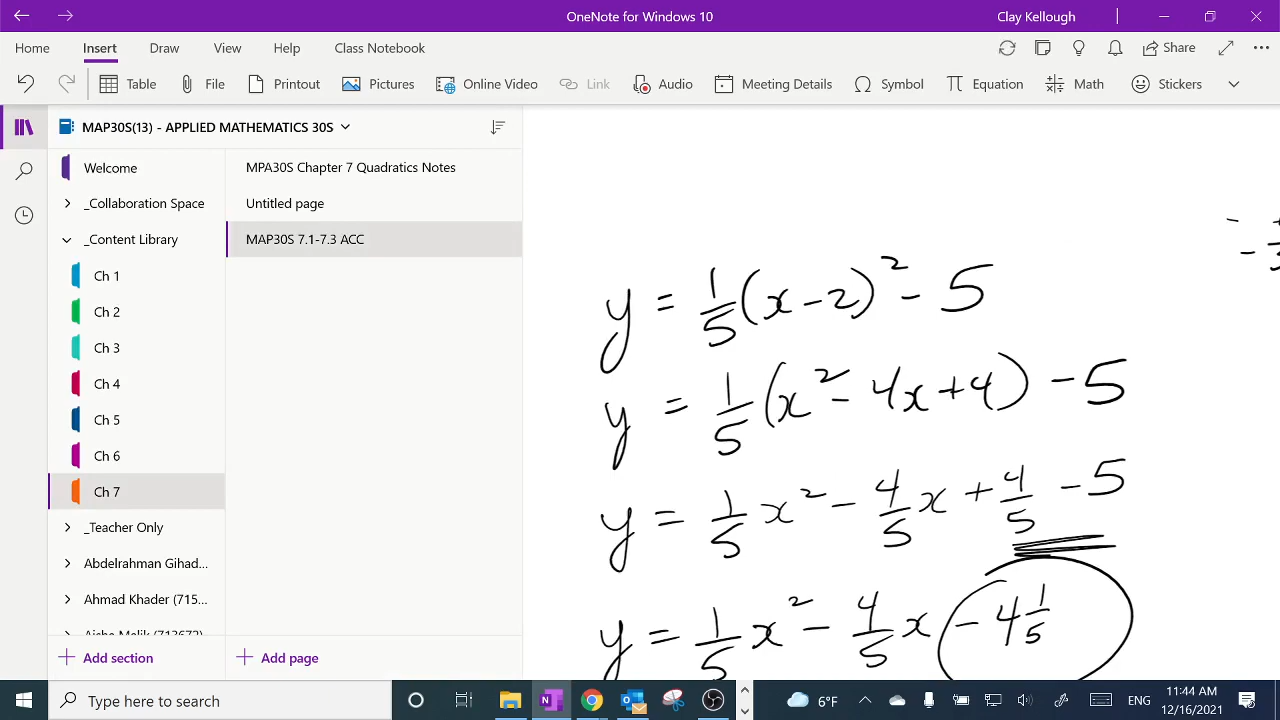 OneNote for Windows 10
Clay Kellough
Home
Insert
Draw
View
Help
Class Notebook
Share
Table
File
Printout
Pictures
Online Video
Link
Audio
Meeting Details
Symbol
Equation
Math
Stickers
MAP30S(13) - APPLIED MATHEMATICS 30S
Welcome
_Collaboration Space
_Content Library
Ch 1
Ch 2
Ch 3
Ch 4
Ch 5
Ch 6
Ch 7
_Teacher Only
Abdelrahman Gihad...
Ahmad Khader (715...
Add section
MPA30S Chapter 7 Quadratics Notes
Untitled page
MAP30S 7.1-7.3 ACC
Add page
y = 1/5(x-2)² - 5
y = 1/5(x² - 4x + 4) - 5
y = 1/5x² - 4/5x + 4/5 - 5
y = 1/5x² - 4/5x - 4 1/5
Type here to search
6°F
ENG
11:44 AM
12/16/2021